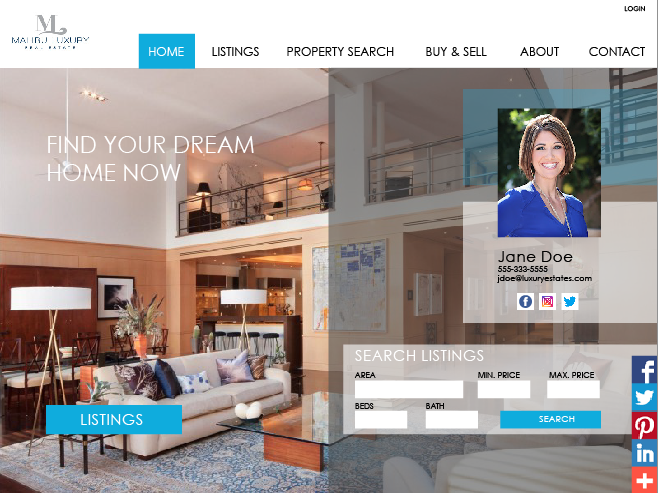 LOGIN
ML
MALIBU LUXURY
REAL ESTATE
HOME LISTINGS PROPERTY SEARCH BUY & SELL ABOUT CONTACT
FIND YOUR DREAM
HOME NOW
Jane Doe
555-333-5555
jdoe@luxuryestates.com
SEARCH LISTINGS
AREA MIN. PRICE MAX. PRICE
BEDS BATH
SEARCH
LISTINGS